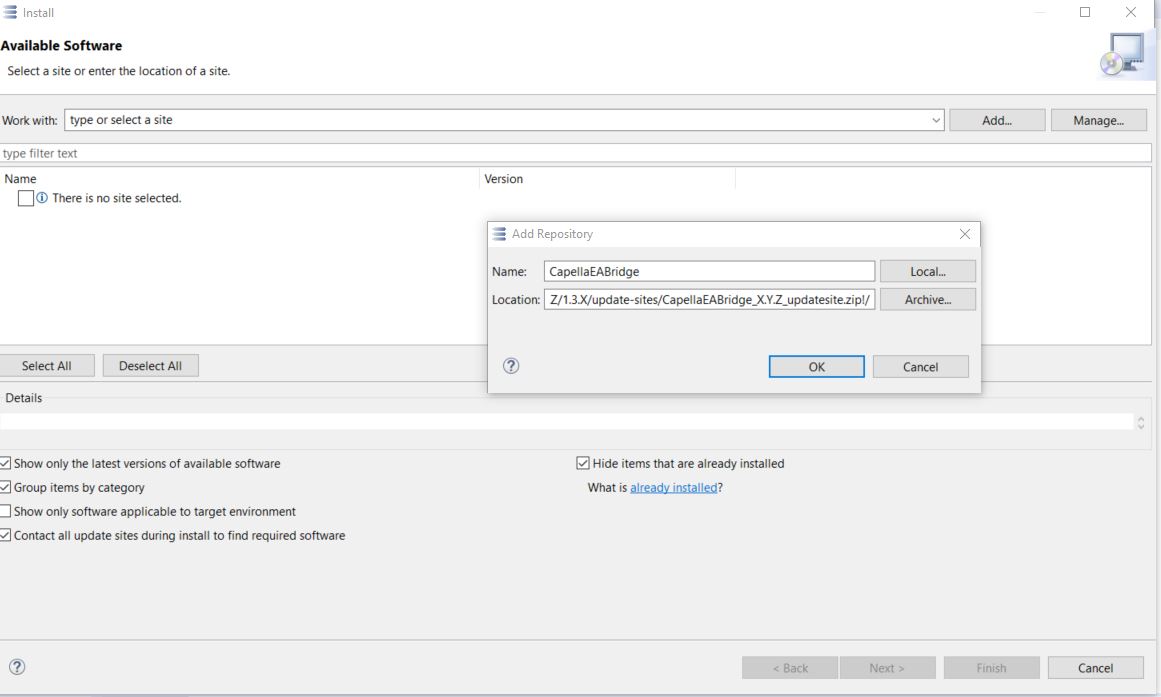 Install
Available Software
Select a site or enter the location of a site.
Work with: type or select a site Add... Manage...
type filter text
Name Version
There is no site selected.
Add Repository
Name: CapellaEABridge Local...
Location: Z/1.3.X/update-sites/CapellaEABridge_X.Y.Z_updatesite.zip!/ Archive...
OK Cancel
Select All Deselect All
Details
Show only the latest versions of available software Hide items that are already installed
Group items by category What is already installed?
Show only software applicable to target environment
Contact all update sites during install to find required software
< Back Next > Finish Cancel